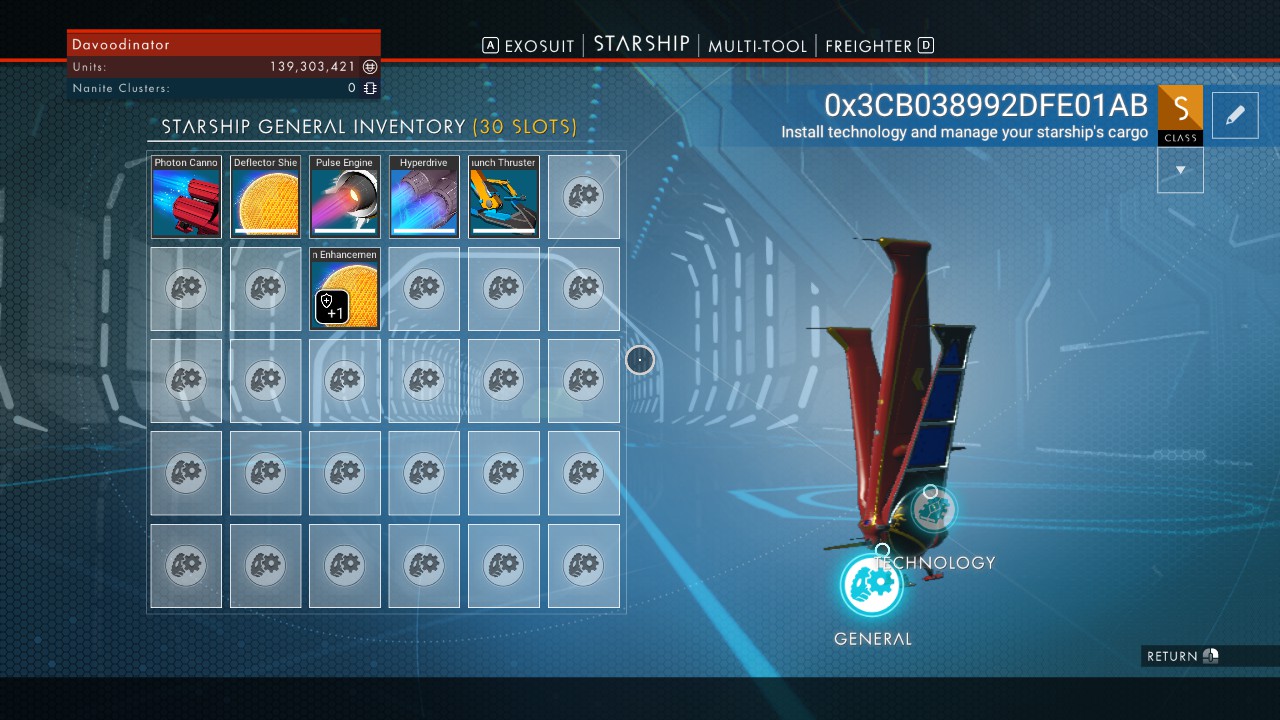 Davoodinator
Units: 139,303,421
Nanite Clusters: 0
A EXOSUIT STARSHIP MULTI-TOOL FREIGHTER D
0x3CB038992DFE01AB
Install technology and manage your starship's cargo
S
CLASS
STARSHIP GENERAL INVENTORY (30 SLOTS)
Photon Canno Deflector Shie Pulse Engine Hyperdrive unch Thruster
n Enhancemen
+1
TECHNOLOGY
GENERAL
RETURN